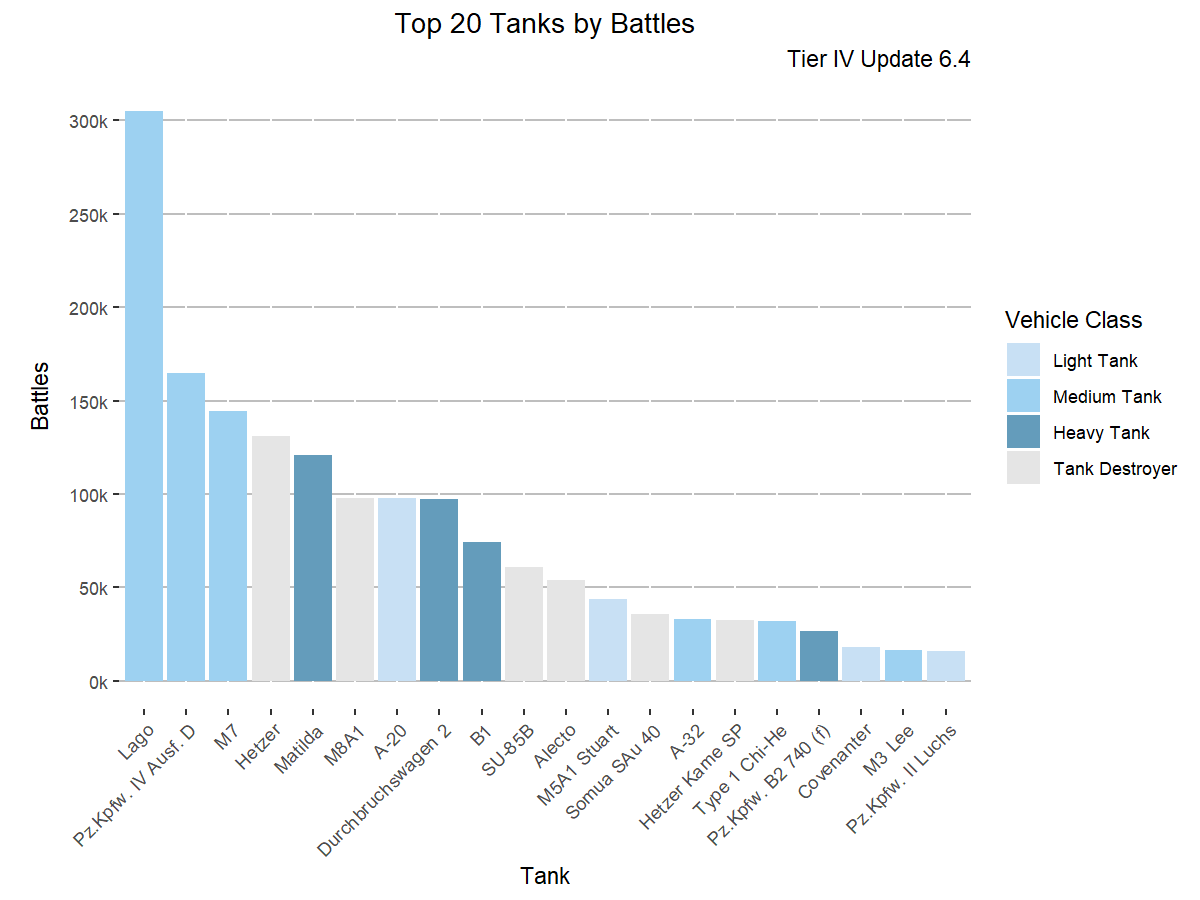 Top 20 Tanks by Battles
Tier IV Update 6.4
300k
250k
200k
150k
100k
50k
0k
Battles
Lago
Pz.Kpfw. IV Ausf. D
M7
Hetzer
Matilda
M8A1
A-20
Durchbruchswagen 2
B1
SU-85B
Alecto
M5A1 Stuart
Somua SAu 40
A-32
Hetzer Kame SP
Type 1 Chi-He
Pz.Kpfw. B2 740 (f)
Covenanter
M3 Lee
Pz.Kpfw. II Luchs
Tank
Vehicle Class
Light Tank
Medium Tank
Heavy Tank
Tank Destroyer